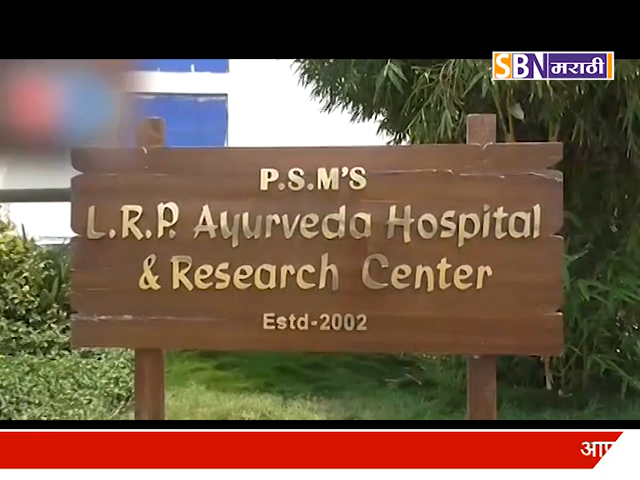 SBN मराठी
P.S.M'S
L.R.P. Ayurveda Hospital
& Research Center
Estd-2002